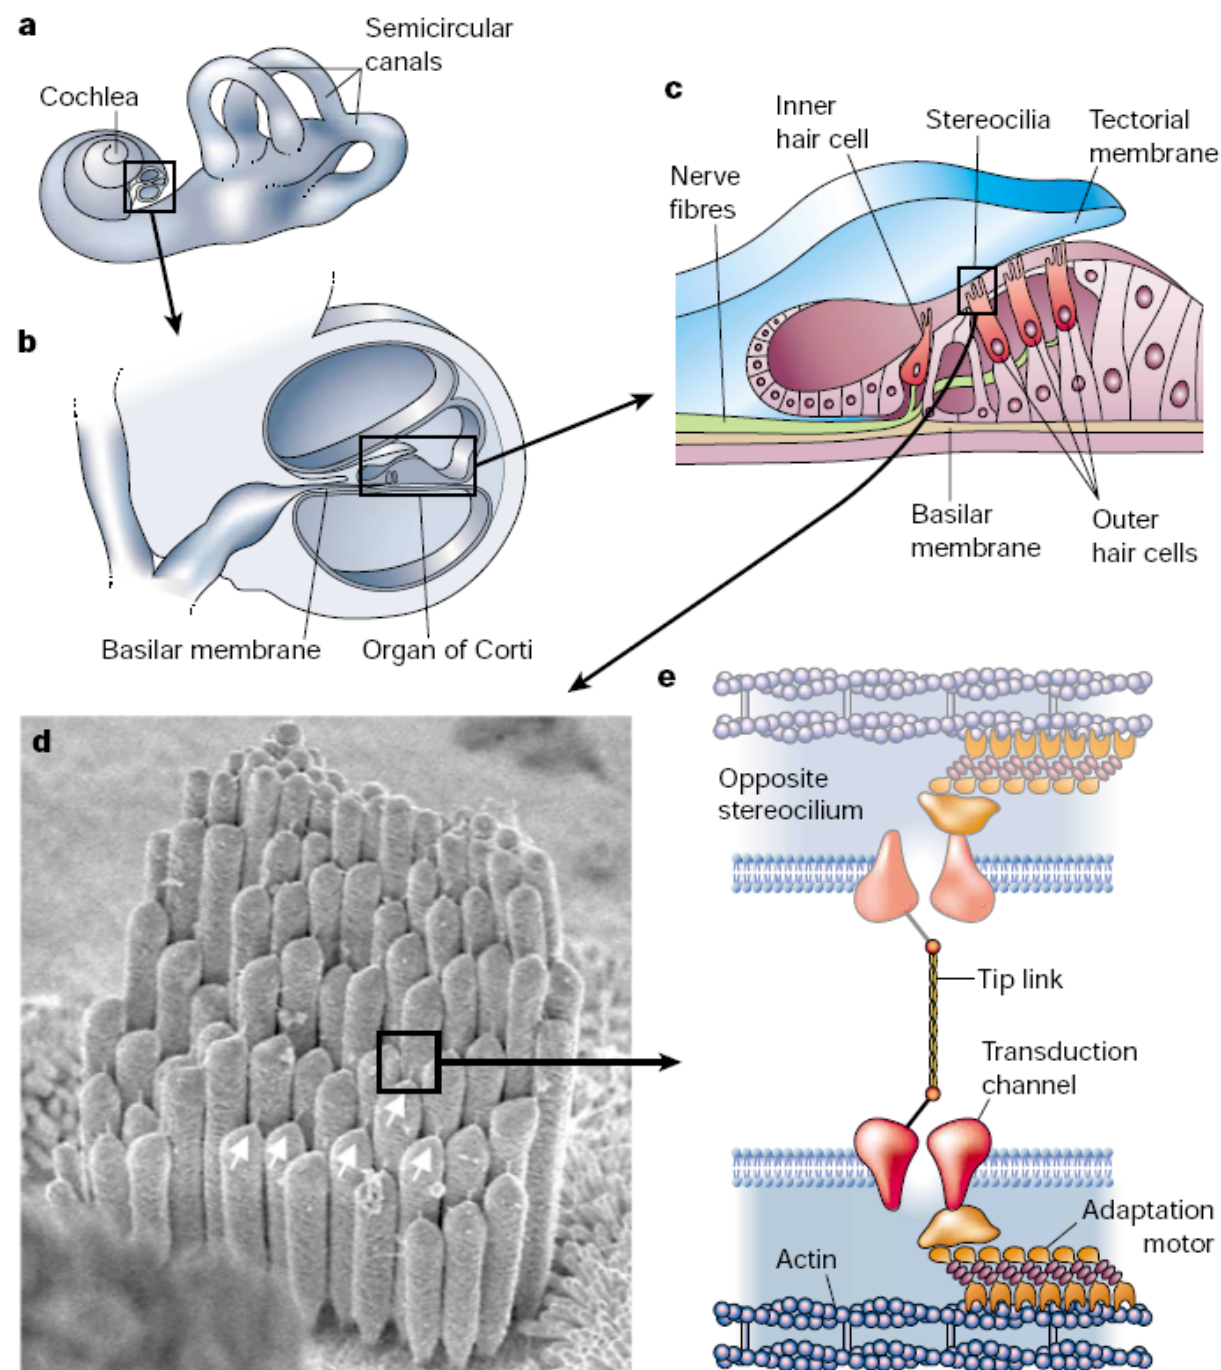 a
Semicircular
canals
Cochlea
b
Basilar membrane
Organ of Corti
c
Inner
hair cell
Stereocilia
Tectorial
membrane
Nerve
fibres
Basilar
membrane
Outer
hair cells
d
e
Opposite
stereocilium
Tip link
Transduction
channel
Adaptation
motor
Actin